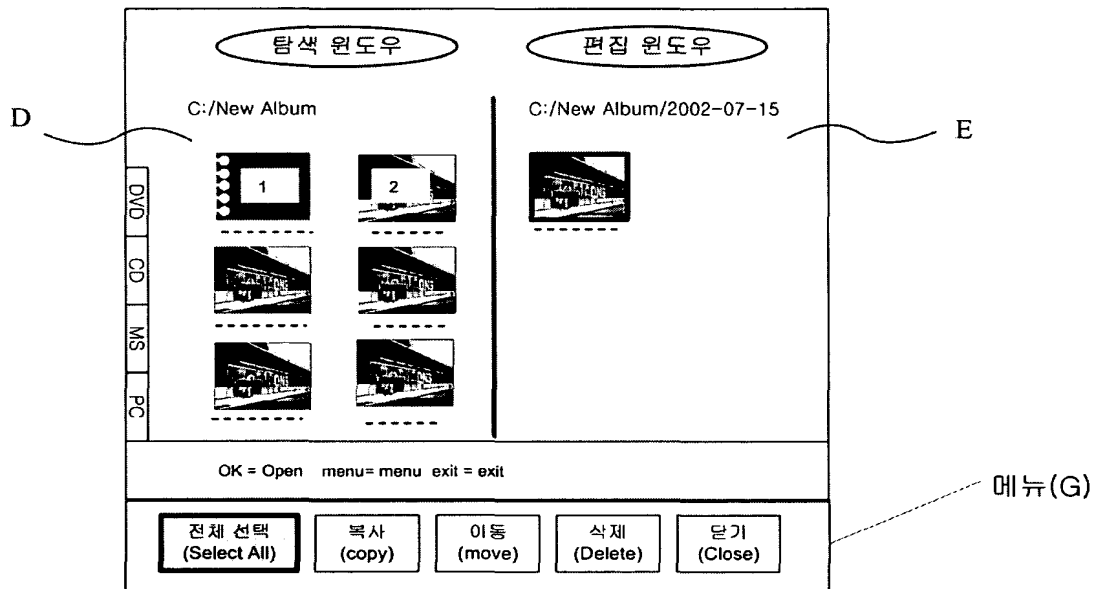 탐색 윈도우
편집 윈도우
C:/New Album
C:/New Album/2002-07-15
D
E
1
2
DVD
CD
MS
PC
OK = Open menu= menu exit = exit
메뉴(G)
전체 선택
(Select All)
복사
(copy)
이동
(move)
삭제
(Delete)
닫기
(Close)